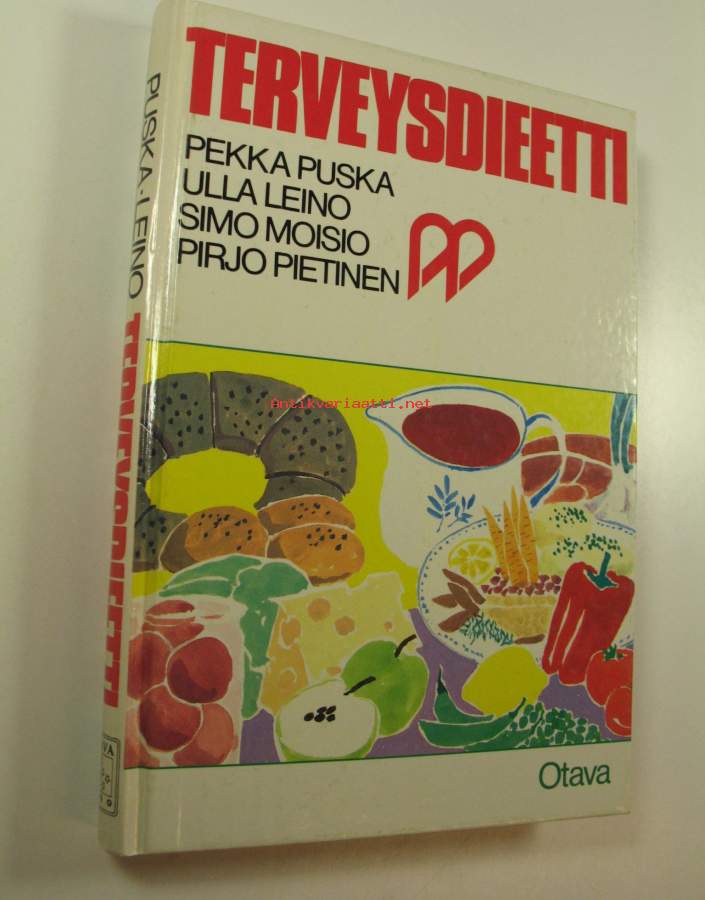 TERVEYSDIEETTI
PEKKA PUSKA
ULLA LEINO
SIMO MOISIO
PIRJO PIETINEN
Antikvariaatti.net
Otava
PUSKA·LEINO TERVEYSDIEETTI